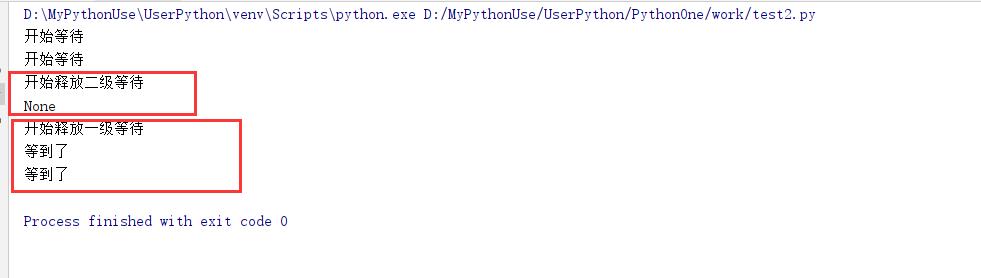 D:\MyPythonUse\UserPython\venv\Scripts\python.exe D:/MyPythonUse/UserPython/PythonOne/work/test2.py
开始等待
开始等待
开始释放二级等待
None
开始释放一级等待
等到了
等到了
Process finished with exit code 0